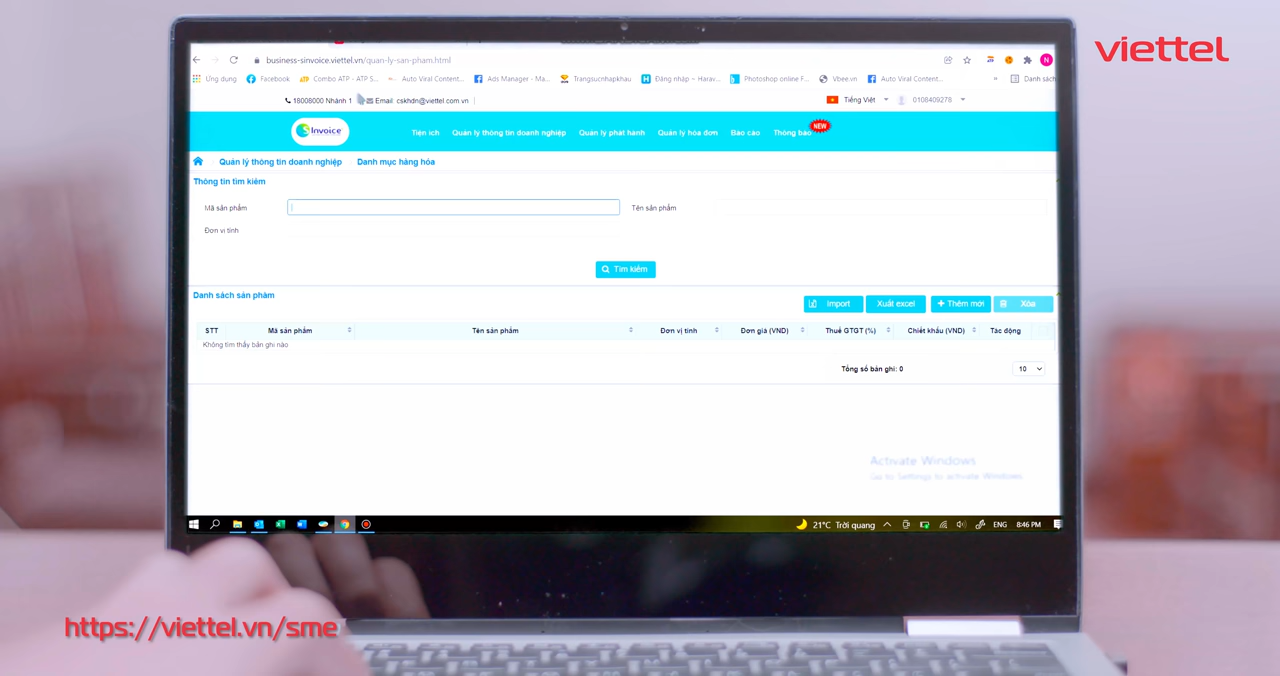 viettel
business-sinvoice.viettel.vn/quan-ly-san-pham.html
Ứng dụng Facebook Combo ATP - ATP S... Auto Viral Content... Ads Manager - Ma... Trangsucnhapkhau Đăng nhập ~ Harav... Photoshop online F... Vbee.vn Auto Viral Content... » Danh sách
18008000 Nhánh 1 Email: cskhdn@viettel.com.vn Tiếng Việt 0108409278
Invoice
Tiện ích Quản lý thông tin doanh nghiệp Quản lý phát hành Quản lý hóa đơn Báo cáo Thông báo NEW
Quản lý thông tin doanh nghiệp Danh mục hàng hóa
Thông tin tìm kiếm
Mã sản phẩm Tên sản phẩm
Đơn vị tính
Tìm kiếm
Danh sách sản phẩm
Import Xuất excel + Thêm mới Xóa
STT Mã sản phẩm Tên sản phẩm Đơn vị tính Đơn giá (VND) Thuế GTGT (%) Chiết khấu (VND) Tác động
Không tìm thấy bản ghi nào
Tổng số bản ghi: 0 10
Activate Windows
Go to Settings to activate Windows.
21°C Trời quang ENG 8:46 PM
https://viettel.vn/sme